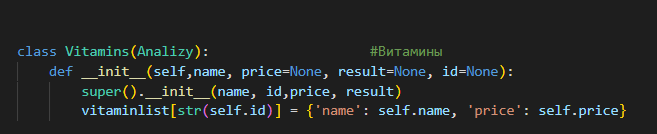 class Vitamins(Analizy):                    #Витамины
    def __init__(self,name, price=None, result=None, id=None):
        super().__init__(name, id,price, result)
        vitaminlist[str(self.id)] = {'name': self.name, 'price': self.price}